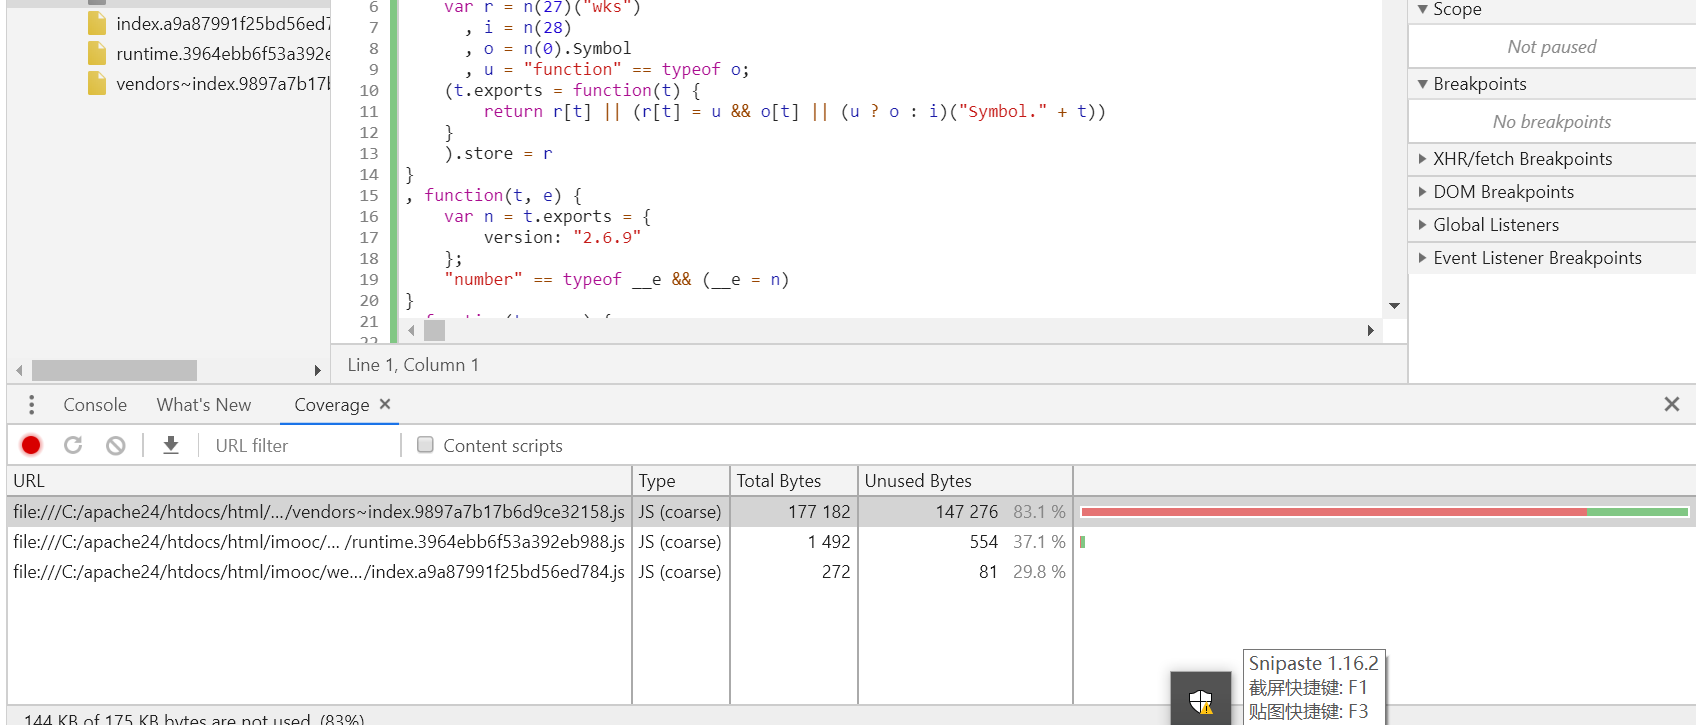 index.a9a87991f25bd56ed7
runtime.3964ebb6f53a392e
vendors~index.9897a7b17b
6 var r = n(27)("wks")
7 , i = n(28)
8 , o = n(0).Symbol
9 , u = "function" == typeof o;
10 (t.exports = function(t) {
11 return r[t] || (r[t] = u && o[t] || (u ? o : i)("Symbol." + t))
12 }
13 ).store = r
14 }
15 , function(t, e) {
16 var n = t.exports = {
17 version: "2.6.9"
18 };
19 "number" == typeof __e && (__e = n)
20 }
21
22
Line 1, Column 1
Scope
Not paused
Breakpoints
No breakpoints
XHR/fetch Breakpoints
DOM Breakpoints
Global Listeners
Event Listener Breakpoints
Console What's New Coverage
URL filter Content scripts
URL Type Total Bytes Unused Bytes
file:///C:/apache24/htdocs/html/…/vendors~index.9897a7b17b6d9ce32158.js JS (coarse) 177 182 147 276 83.1 %
file:///C:/apache24/htdocs/html/imooc/… /runtime.3964ebb6f53a392eb988.js JS (coarse) 1 492 554 37.1 %
file:///C:/apache24/htdocs/html/imooc/we…/index.a9a87991f25bd56ed784.js JS (coarse) 272 81 29.8 %
144 KB of 175 KB bytes are not used. (83%)
Snipaste 1.16.2
截屏快捷键: F1
贴图快捷键: F3